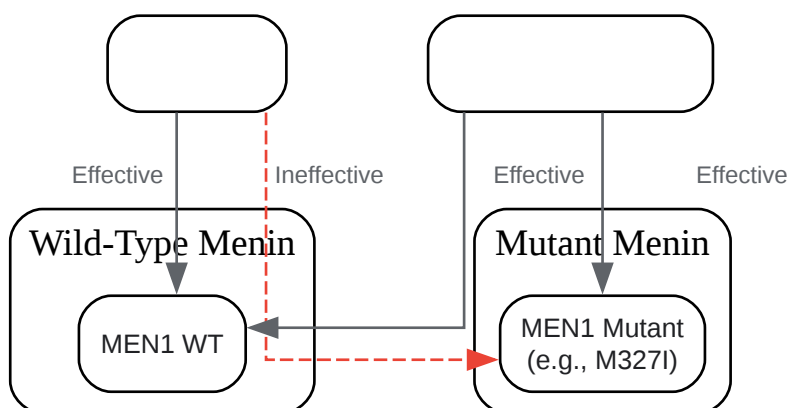 Effective
Ineffective
Effective
Effective
Wild-Type Menin
Mutant Menin
MEN1 WT
MEN1 Mutant
(e.g., M327I)